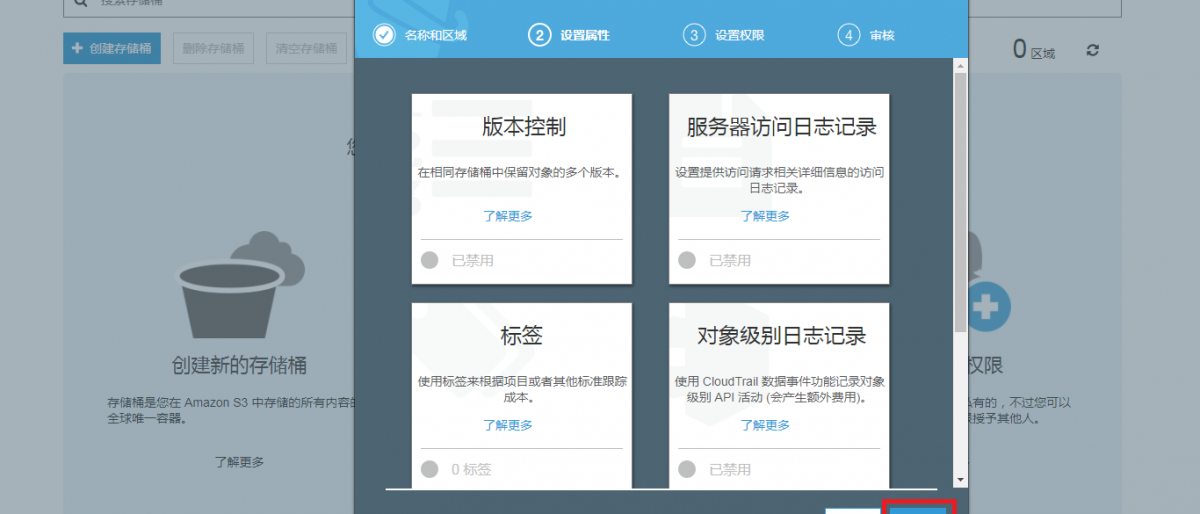 搜索存储桶
名称和区域
2 设置属性
3 设置权限
4 审核
创建存储桶
删除存储桶
清空存储桶
0 区域
您
版本控制
在相同存储桶中保留对象的多个版本。
了解更多
已禁用
服务器访问日志记录
设置提供访问请求相关详细信息的访问
日志记录。
了解更多
已禁用
标签
使用标签来根据项目或者其他标准跟踪
成本。
了解更多
0 标签
对象级别日志记录
使用 CloudTrail 数据事件功能记录对象
级别 API 活动 (会产生额外费用)。
了解更多
已禁用
创建新的存储桶
存储桶是您在 Amazon S3 中存储的所有内容的
全球唯一容器。
了解更多
权限
有的，不过您可以
授予其他人。